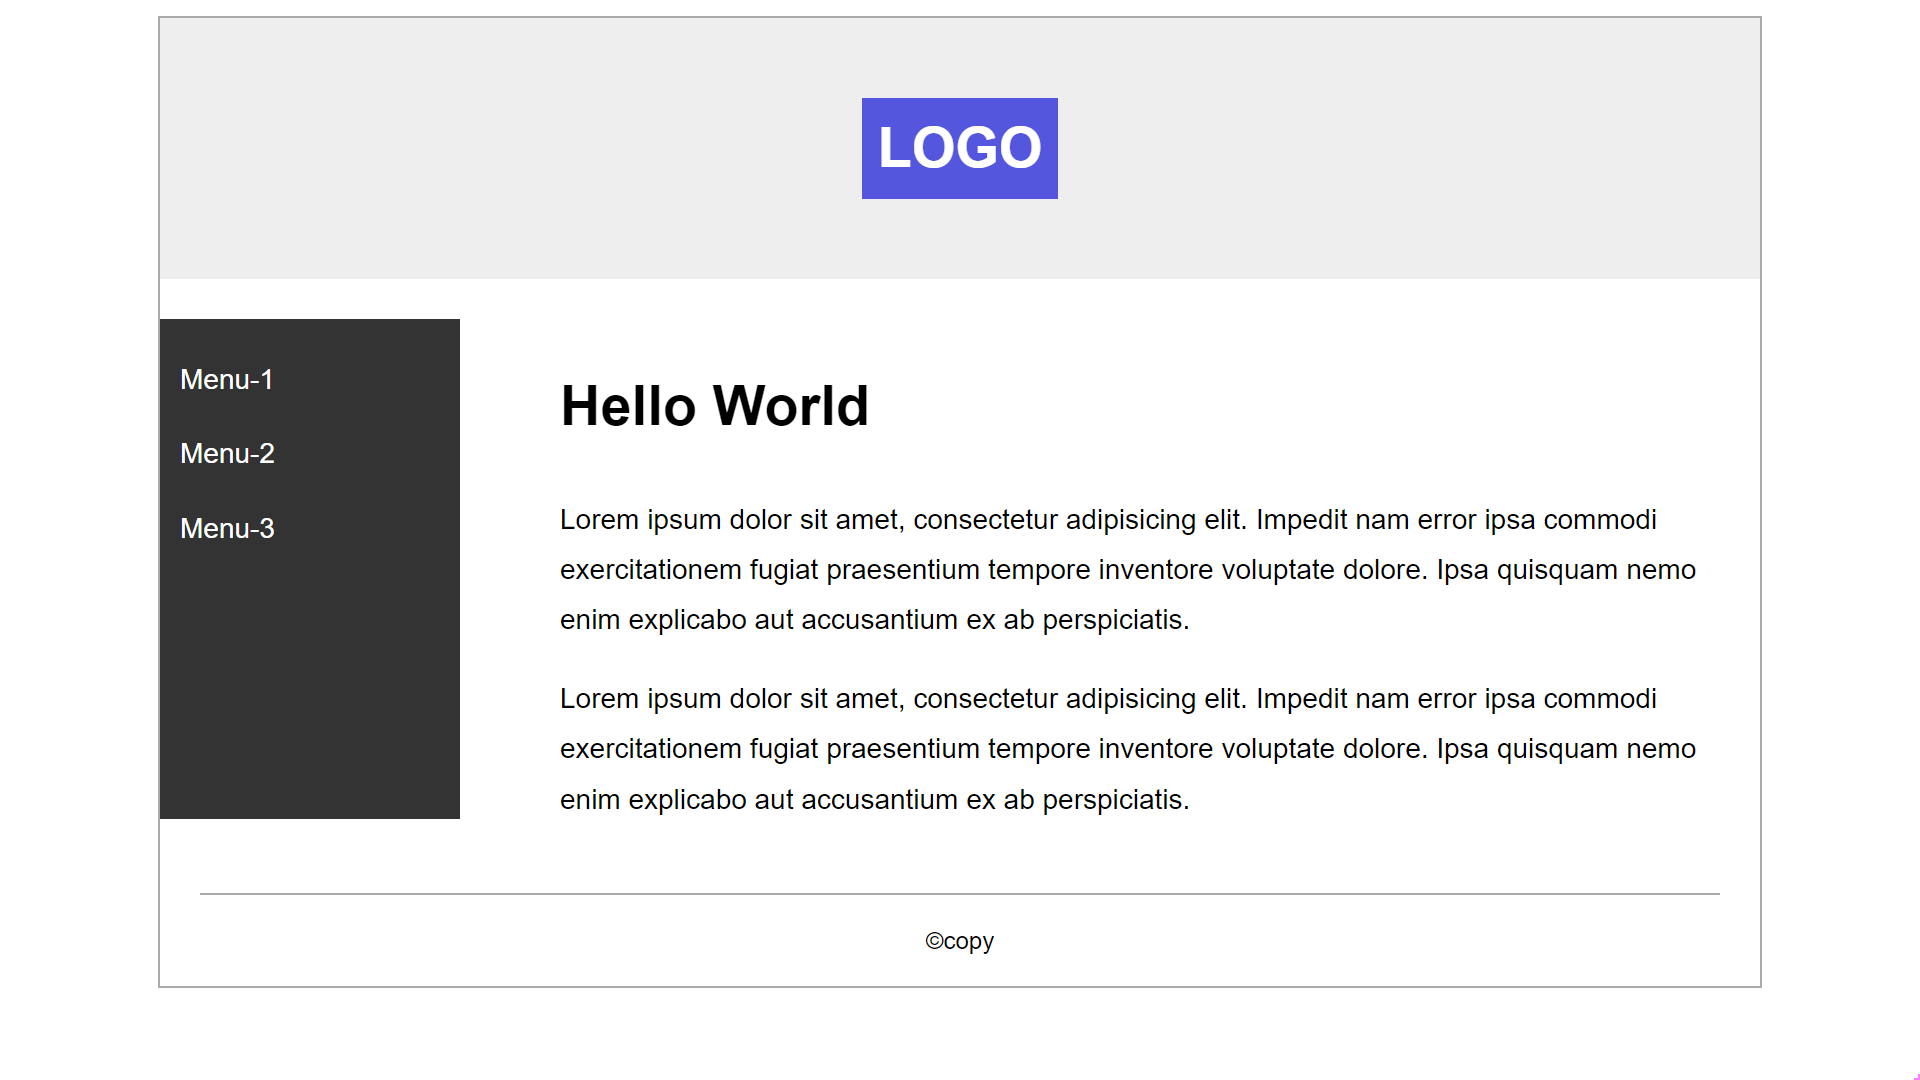 LOGO
Menu-1
Menu-2
Menu-3
Hello World
Lorem ipsum dolor sit amet, consectetur adipisicing elit. Impedit nam error ipsa commodi
exercitationem fugiat praesentium tempore inventore voluptate dolore. Ipsa quisquam nemo
enim explicabo aut accusantium ex ab perspiciatis.
Lorem ipsum dolor sit amet, consectetur adipisicing elit. Impedit nam error ipsa commodi
exercitationem fugiat praesentium tempore inventore voluptate dolore. Ipsa quisquam nemo
enim explicabo aut accusantium ex ab perspiciatis.
©copy